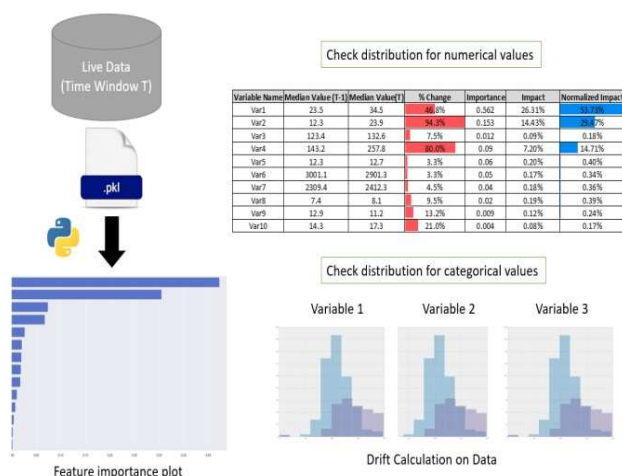 Live Data
(Time Window T)
.pkl
Feature importance plot
Check distribution for numerical values
Variable Name Median Value (T-1) Median Value(T) % Change Importance Impact Normalized Impact
Var1 23.5 34.5 46.8% 0.562 26.31% 53.73%
Var2 12.3 23.9 94.3% 0.153 14.43% 29.47%
Var3 123.4 132.6 7.5% 0.012 0.09% 0.18%
Var4 143.2 257.8 80.0% 0.09 7.20% 14.71%
Var5 12.3 12.7 3.3% 0.06 0.20% 0.40%
Var6 3001.1 2901.3 3.3% 0.05 0.17% 0.34%
Var7 2309.4 2412.3 4.5% 0.04 0.18% 0.36%
Var8 7.4 8.1 9.5% 0.02 0.19% 0.39%
Var9 12.9 11.2 13.2% 0.009 0.12% 0.24%
Var10 14.3 17.3 21.0% 0.004 0.08% 0.17%
Check distribution for categorical values
Variable 1 Variable 2 Variable 3
Drift Calculation on Data